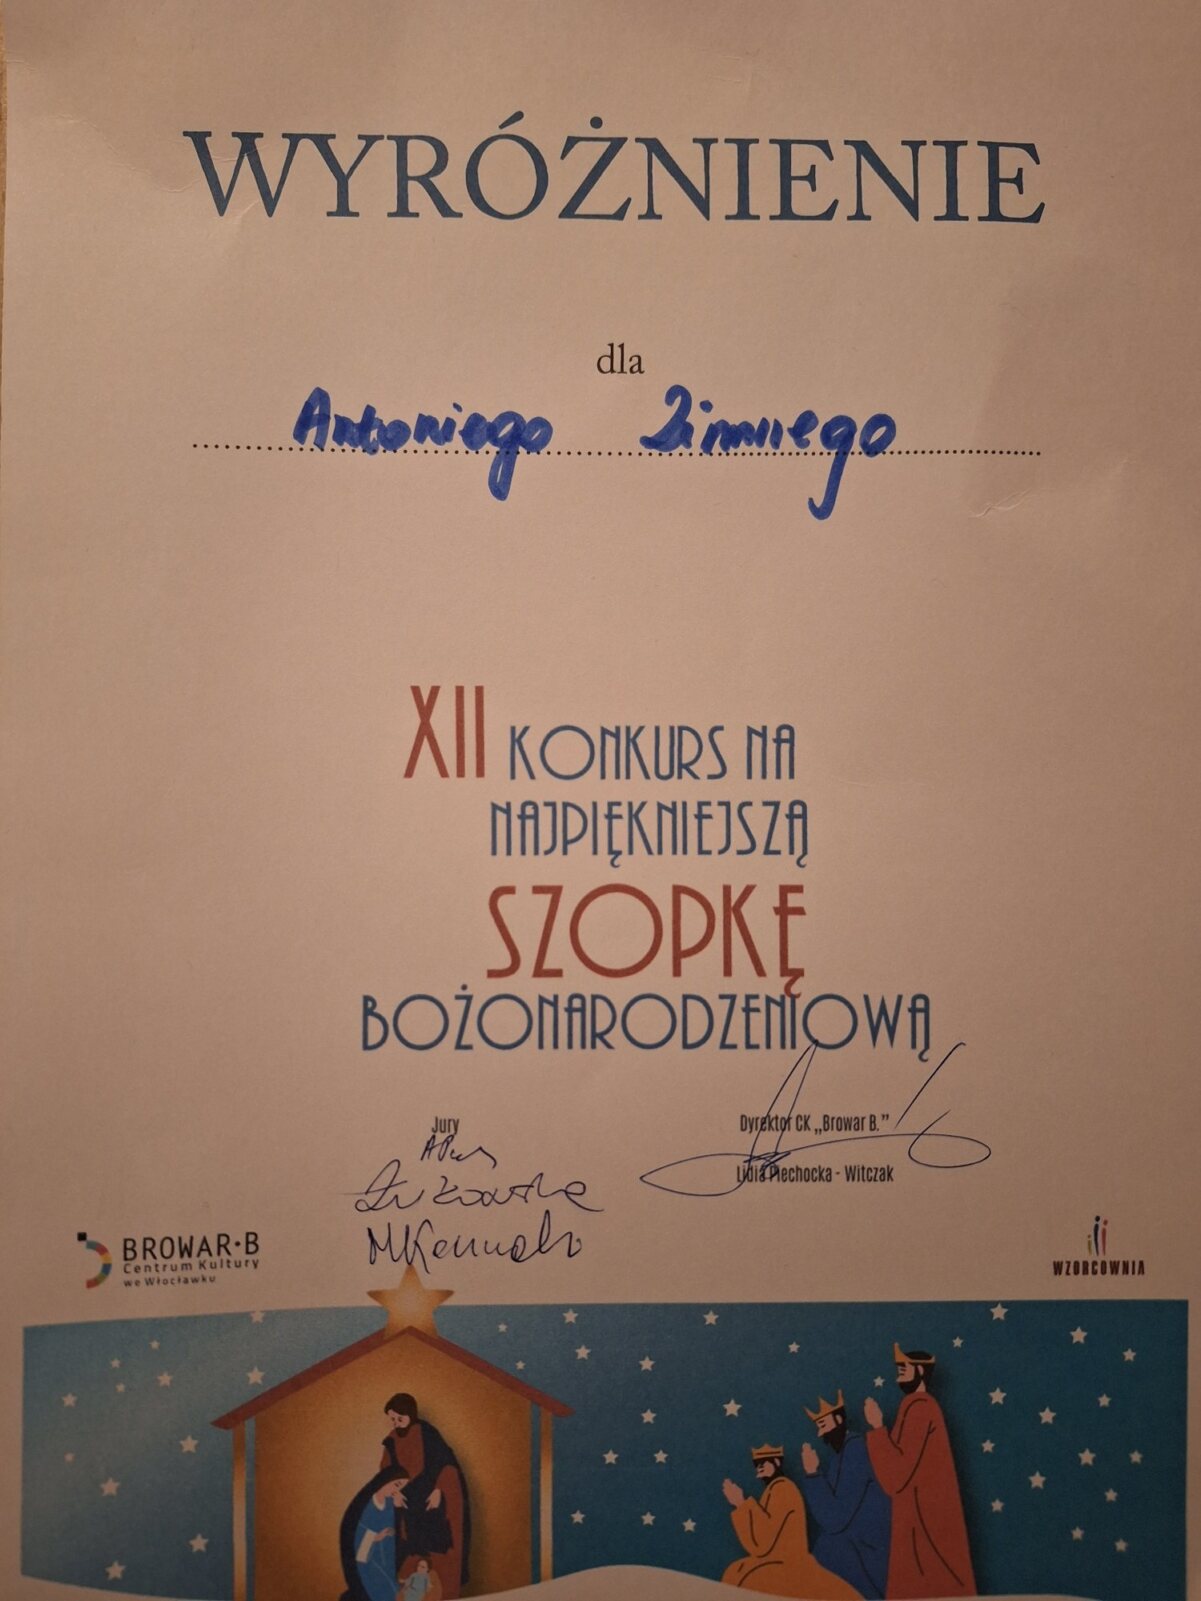 WYRÓŻNIENIE
dla
Antoniego Zimnego
XII KONKURS NA
NAJPIĘKNIEJSZĄ
SZOPKĘ
BOŻONARODZENIOWĄ
Jury
Dyrektor CK „Browar B.”
Lidia Piechocka - Witczak
BROWAR·B
Centrum Kultury
we Włocławku
WZORCOWNIA